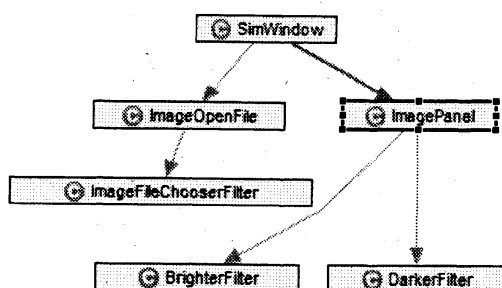 SimWindow
ImageOpenFile
ImagePanel
ImageFileChooserFilter
BrighterFilter
DarkerFilter